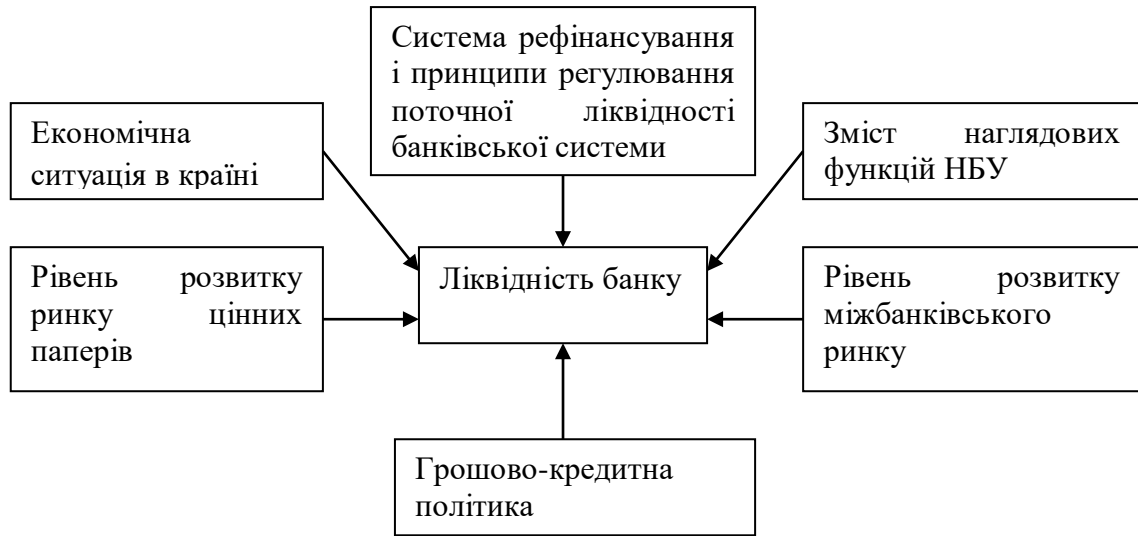 Система рефінансування
і принципи регулювання
поточної ліквідності
банківської системи
Економічна
ситуація в країні
Зміст наглядових
функцій НБУ
Рівень розвитку
ринку цінних
паперів
Ліквідність банку
Рівень розвитку
міжбанківського
ринку
Грошово-кредитна
політика